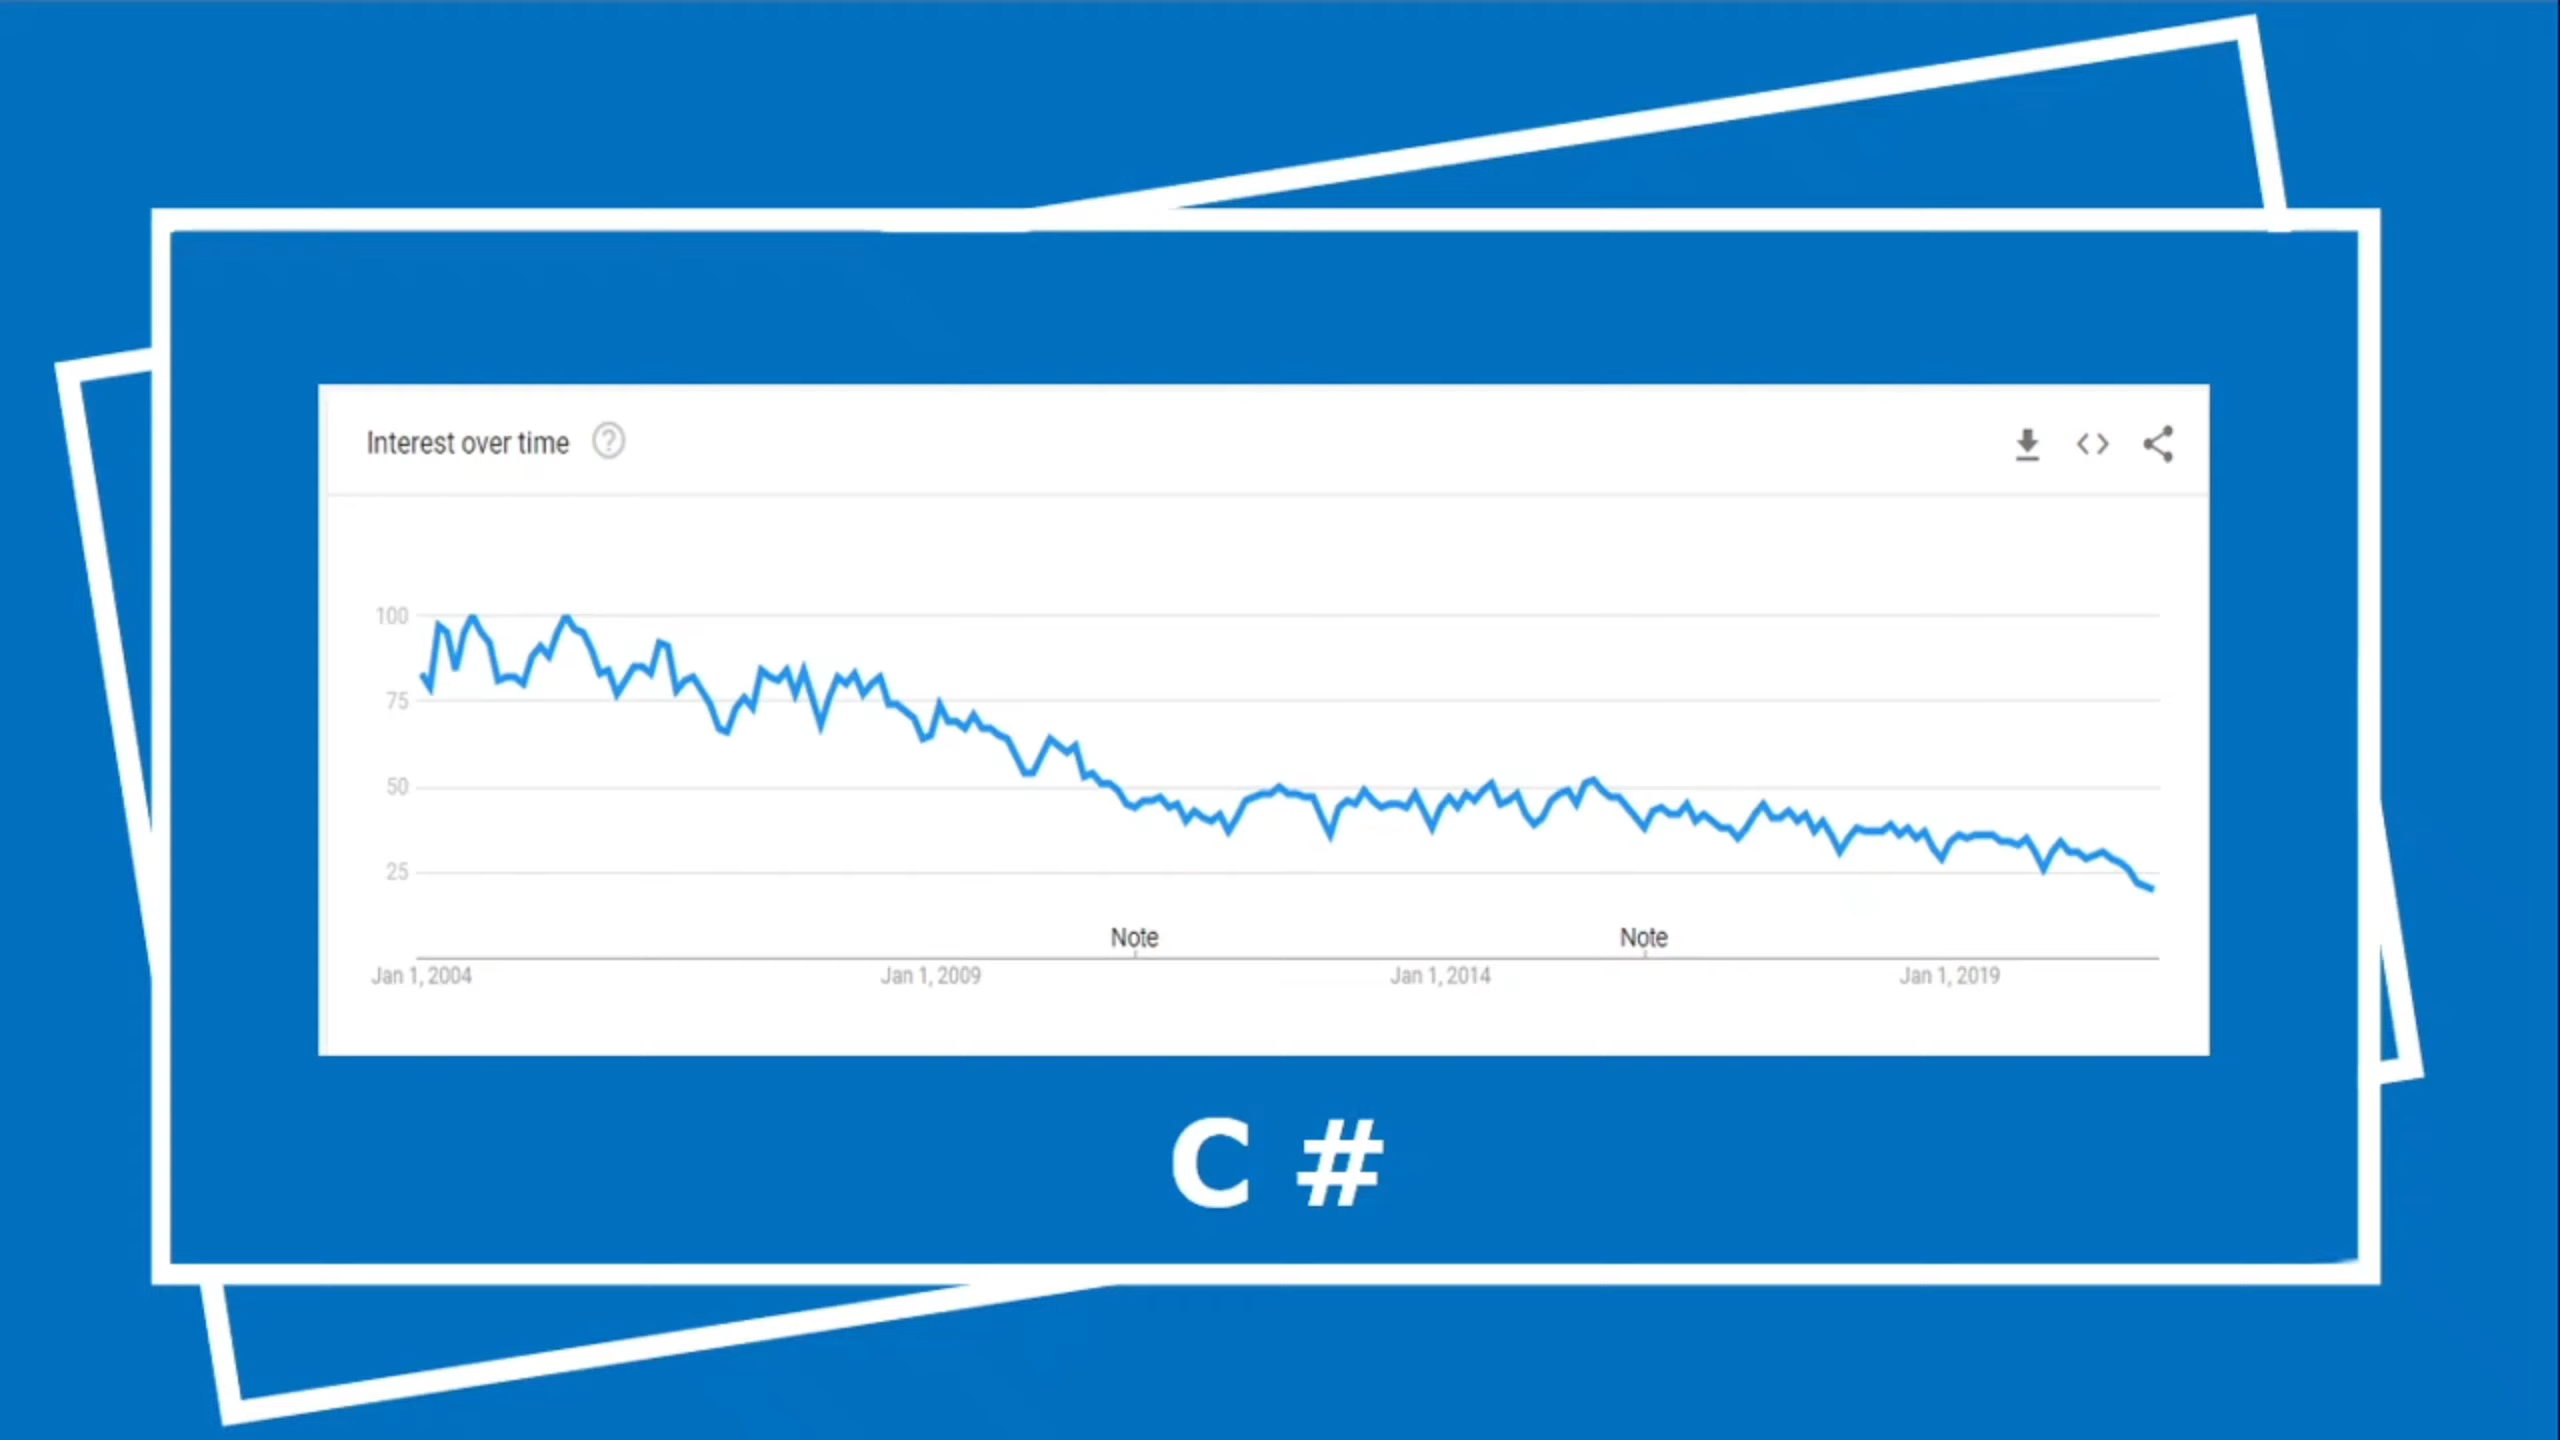 Interest over time
100
75
50
25
Note Note
Jan 1, 2004 Jan 1, 2009 Jan 1, 2014 Jan 1, 2019
C #